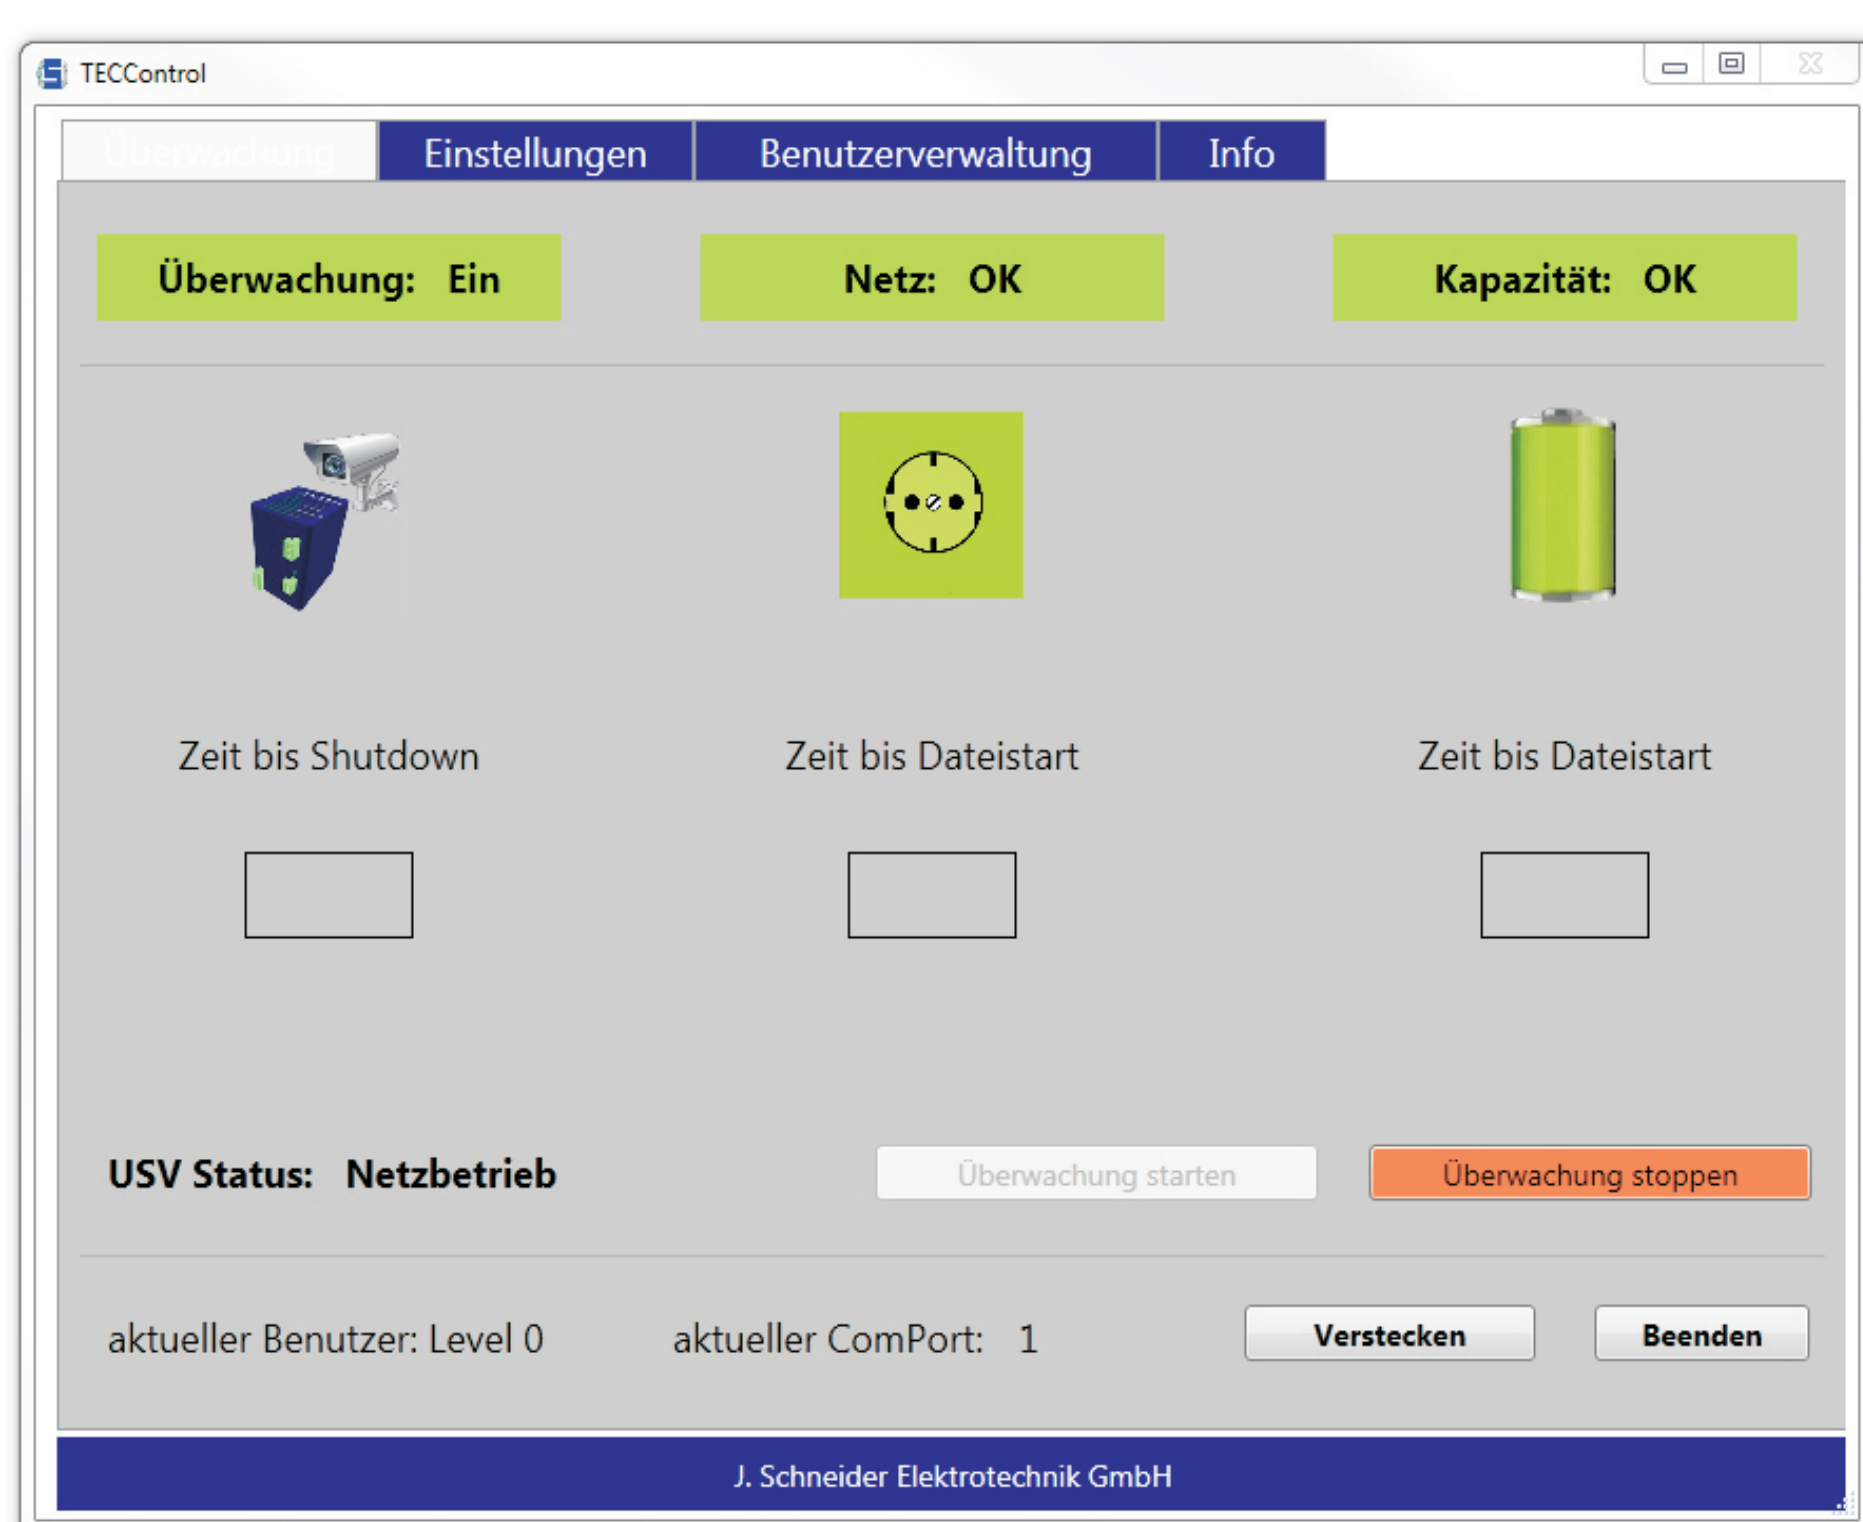 TECControl
Überwachung Einstellungen Benutzerverwaltung Info
Überwachung: Ein Netz: OK Kapazität: OK
Zeit bis Shutdown Zeit bis Dateistart Zeit bis Dateistart
USV Status: Netzbetrieb Überwachung starten Überwachung stoppen
aktueller Benutzer: Level 0 aktueller ComPort: 1 Verstecken Beenden
J. Schneider Elektrotechnik GmbH